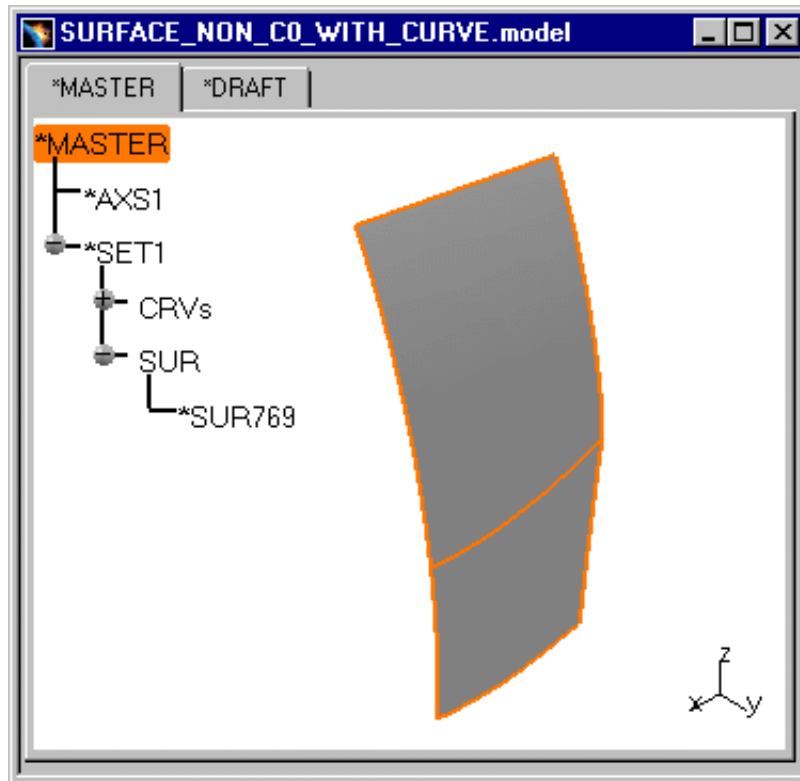 SURFACE_NON_C0_WITH_CURVE.model
*MASTER *DRAFT
*MASTER
*AXS1
*SET1
CRVs
SUR
*SUR769
z
x y